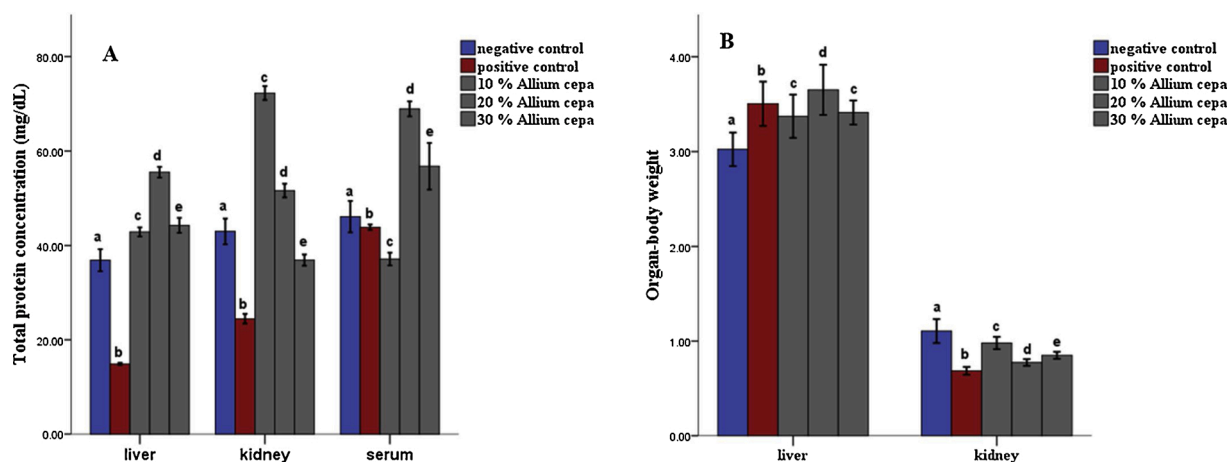 A
Total protein concentration (mg/dL)
80.00
60.00
40.00
20.00
0.00
a
b
c
d
e
a
b
c
d
e
a
b
c
d
e
liver
kidney
serum
negative control
positive control
10 % Allium cepa
20 % Allium cepa
30 % Allium cepa
B
Organ-body weight
4.00
3.00
2.00
1.00
0.00
a
b
c
d
c
a
b
c
d
e
liver
kidney
negative control
positive control
10 % Allium cepa
20 % Allium cepa
30 % Allium cepa